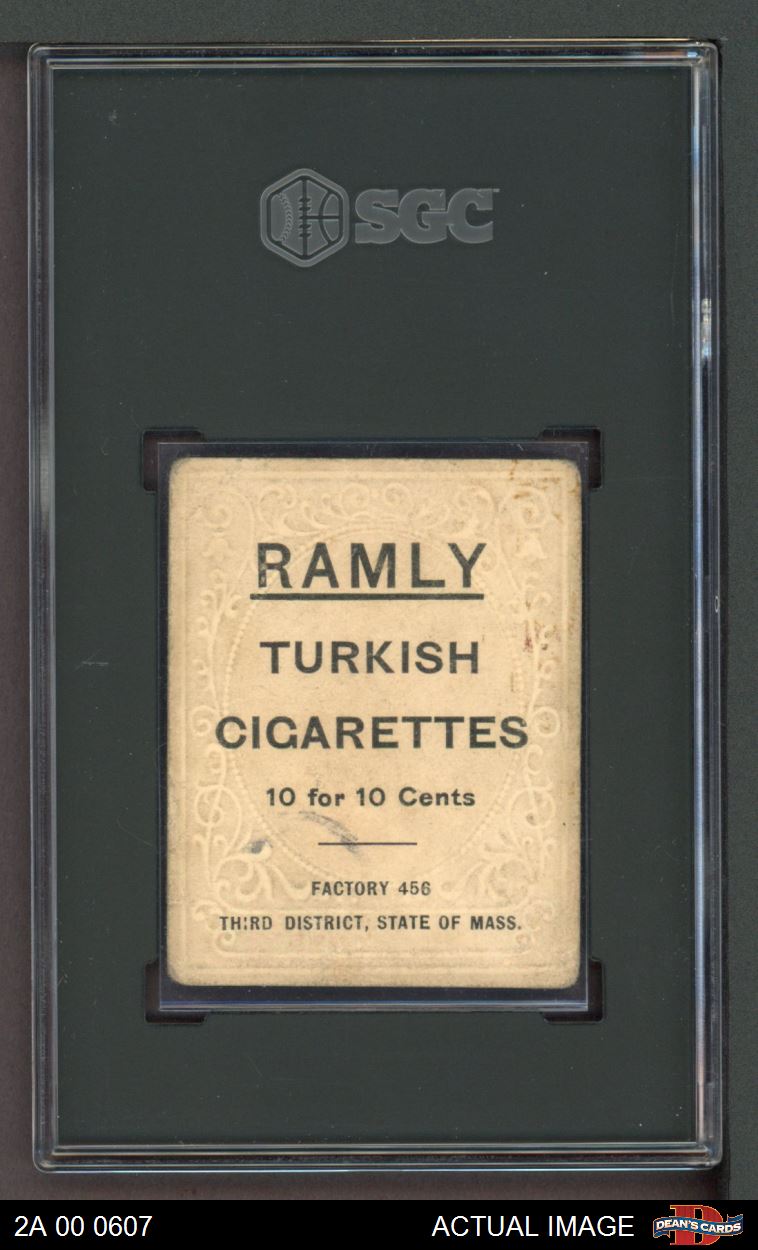 SGC
RAMLY
TURKISH
CIGARETTES
10 for 10 Cents
FACTORY 456
THIRD DISTRICT, STATE OF MASS.
2A 00 0607
ACTUAL IMAGE
DEAN'S CARDS